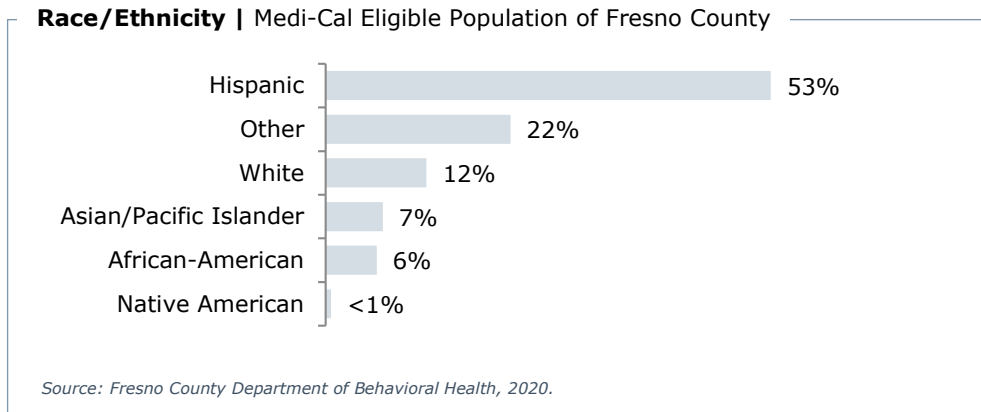 Race/Ethnicity | Medi-Cal Eligible Population of Fresno County
Hispanic 53%
Other 22%
White 12%
Asian/Pacific Islander 7%
African-American 6%
Native American <1%
Source: Fresno County Department of Behavioral Health, 2020.